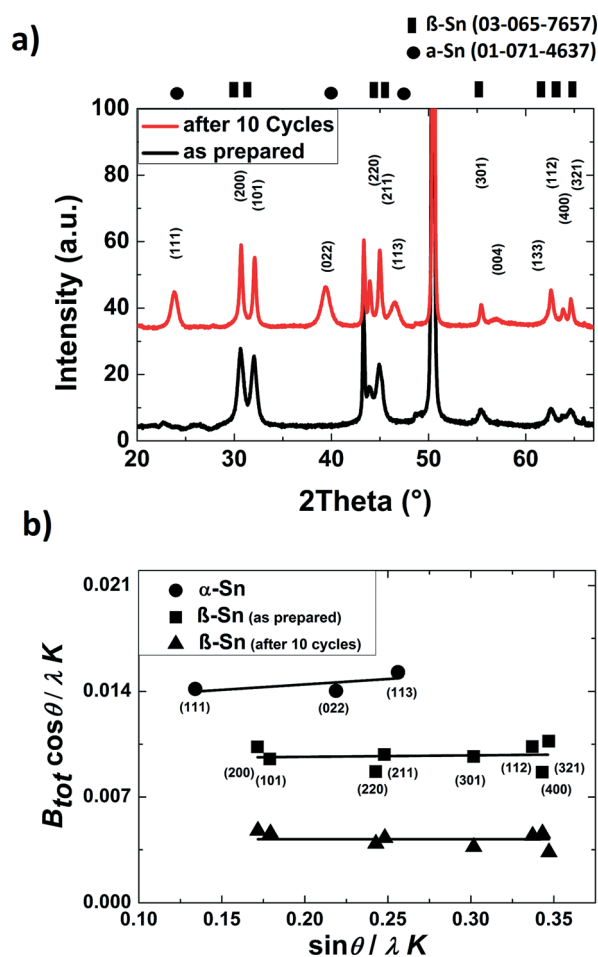 a)
ß-Sn (03-065-7657)
a-Sn (01-071-4637)
100
80
60
40
20
0
Intensity (a.u.)
after 10 Cycles
as prepared
(111)
(200)
(101)
(022)
(220)
(211)
(113)
(301)
(004)
(133)
(112)
(400)
(321)
20 30 40 50 60
2Theta (°)
b)
0.021
0.014
0.007
0.000
B_tot cosθ / λ K
α-Sn
ß-Sn (as prepared)
ß-Sn (after 10 cycles)
(111)
(022)
(113)
(200)
(101)
(220)
(211)
(301)
(112)
(321)
(400)
0.10 0.15 0.20 0.25 0.30 0.35
sinθ / λ K